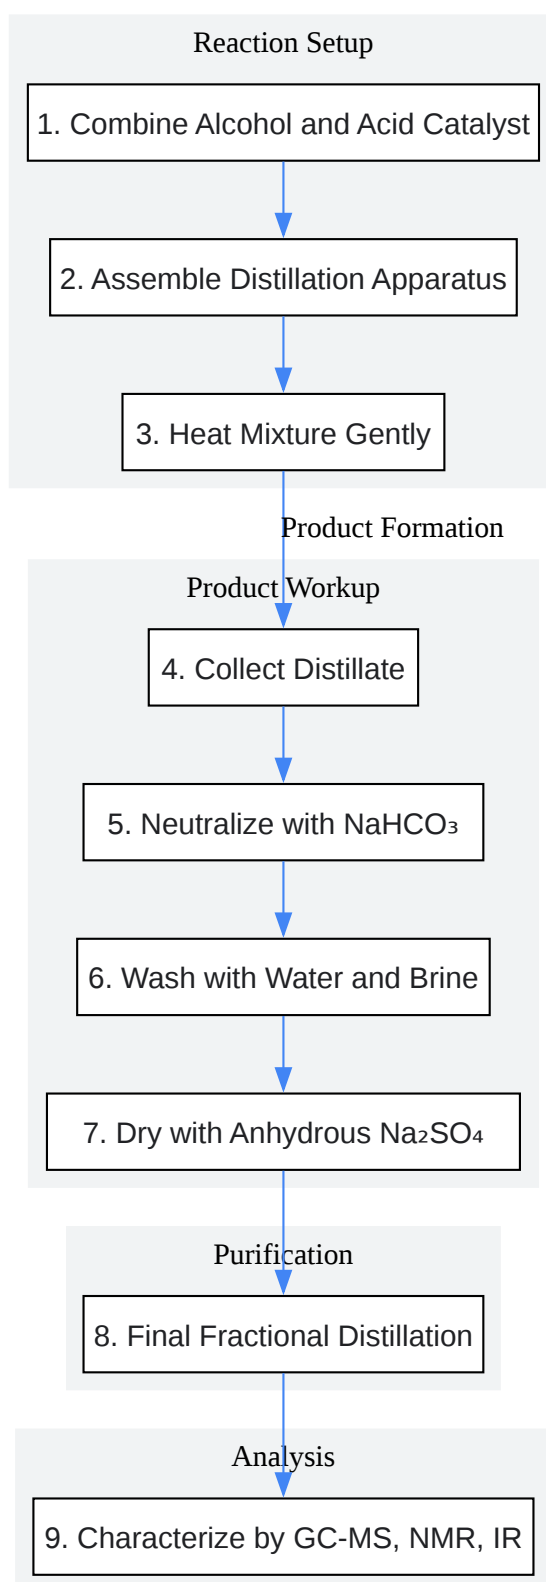 Reaction Setup
1. Combine Alcohol and Acid Catalyst
2. Assemble Distillation Apparatus
3. Heat Mixture Gently
Product Formation
Product Workup
4. Collect Distillate
5. Neutralize with NaHCO₃
6. Wash with Water and Brine
7. Dry with Anhydrous Na₂SO₄
Purification
8. Final Fractional Distillation
Analysis
9. Characterize by GC-MS, NMR, IR